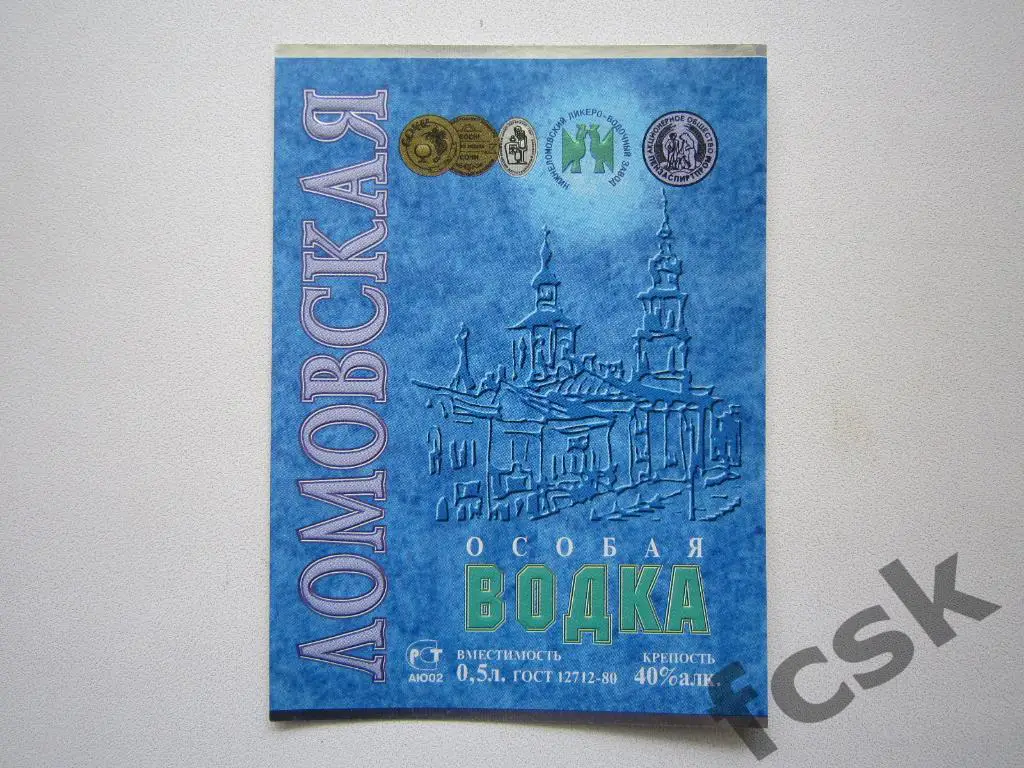 ЛОМОВСКАЯ
СОЧИ
НИЖНЕЛОМОВСКИЙ ЛИКЕРО-ВОДОЧНЫЙ ЗАВОД
АКЦИОНЕРНОЕ ОБЩЕСТВО
ПЕНЗАСПИРТПРОМ
ОСОБАЯ
ВОДКА
РСТ
АЮ02
ВМЕСТИМОСТЬ
0,5л. ГОСТ 12712-80
КРЕПОСТЬ
40%алк.
fcsk